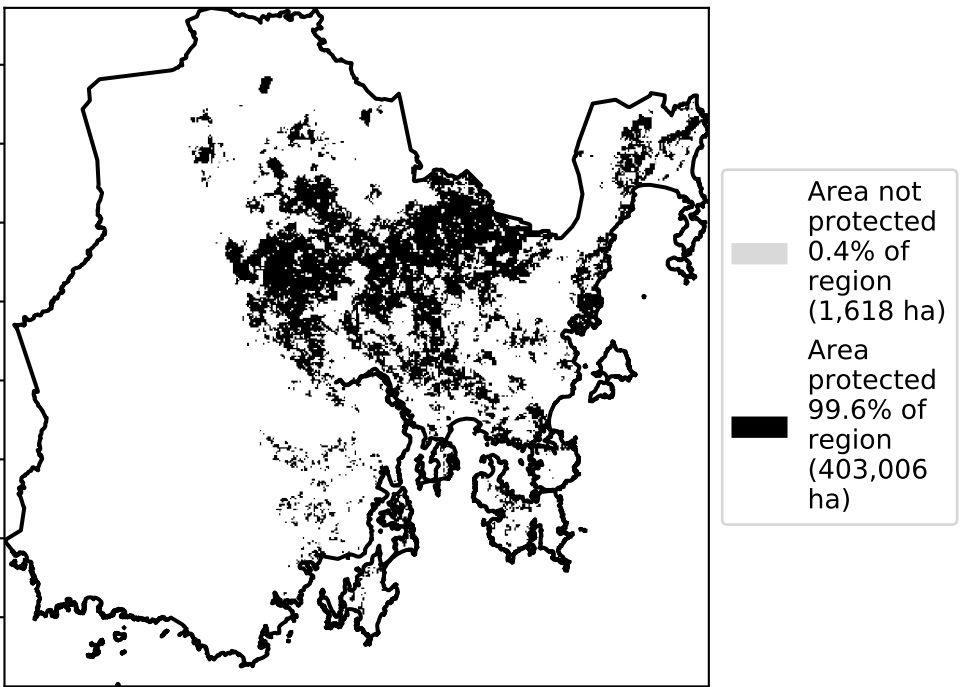 Area not
protected
0.4% of
region
(1,618 ha)
Area
protected
99.6% of
region
(403,006
ha)